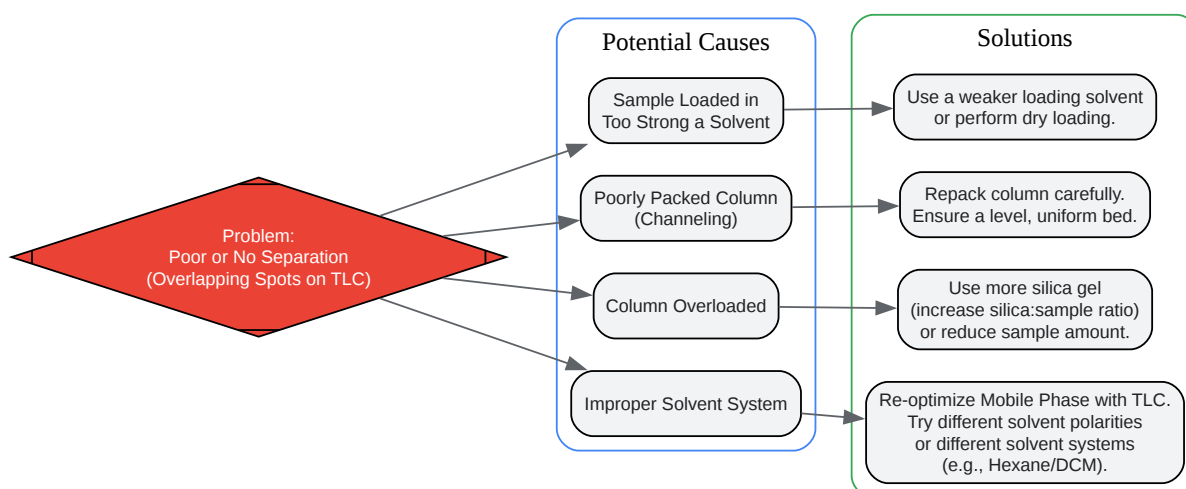 Potential Causes
Solutions
Sample Loaded in
Too Strong a Solvent
Use a weaker loading solvent
or perform dry loading.
Poorly Packed Column
(Channeling)
Repack column carefully.
Ensure a level, uniform bed.
Problem:
Poor or No Separation
(Overlapping Spots on TLC)
Column Overloaded
Use more silica gel
(increase silica:sample ratio)
or reduce sample amount.
Improper Solvent System
Re-optimize Mobile Phase with TLC.
Try different solvent polarities
or different solvent systems
(e.g., Hexane/DCM).